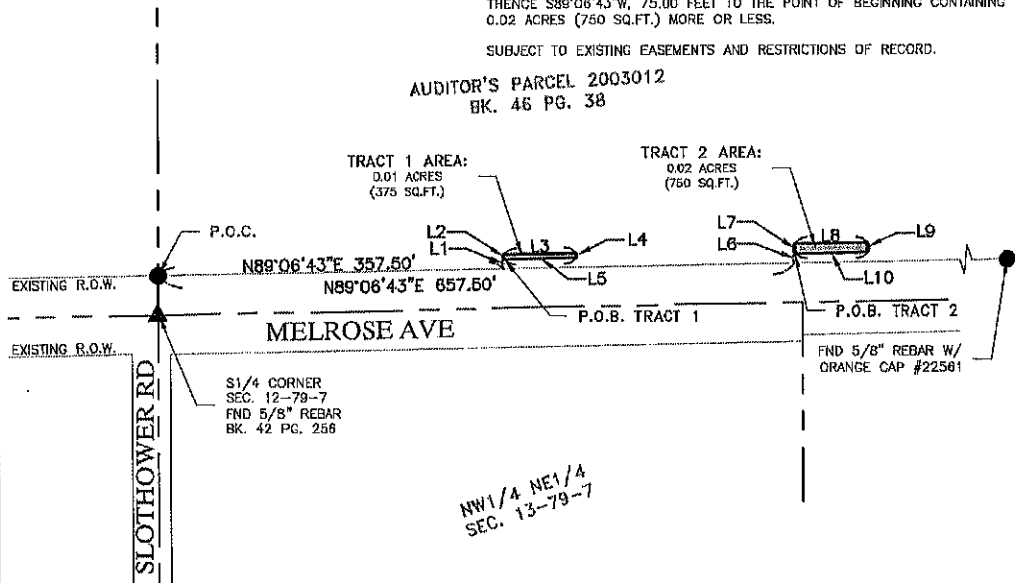 THENCE S89°06'43"W, 75.00 FEET TO THE POINT OF BEGINNING CONTAINING
0.02 ACRES (750 SQ.FT.) MORE OR LESS.
SUBJECT TO EXISTING EASEMENTS AND RESTRICTIONS OF RECORD.
AUDITOR'S PARCEL 2003012
BK. 46 PG. 38
TRACT 1 AREA:
0.01 ACRES
(375 SQ.FT.)
TRACT 2 AREA:
0.02 ACRES
(750 SQ.FT.)
P.O.C.
L2
L1
L3
L4
L5
L7
L6
L8
L9
L10
N89°06'43"E 357.50'
N89°06'43"E 657.50'
EXISTING R.O.W.
P.O.B. TRACT 1
P.O.B. TRACT 2
MELROSE AVE
EXISTING R.O.W.
FND 5/8" REBAR W/
ORANGE CAP #22561
S1/4 CORNER
SEC. 12-79-7
FND 5/8" REBAR
BK. 42 PG. 256
SLOTHOWER RD
NW1/4 NE1/4
SEC. 13-79-7